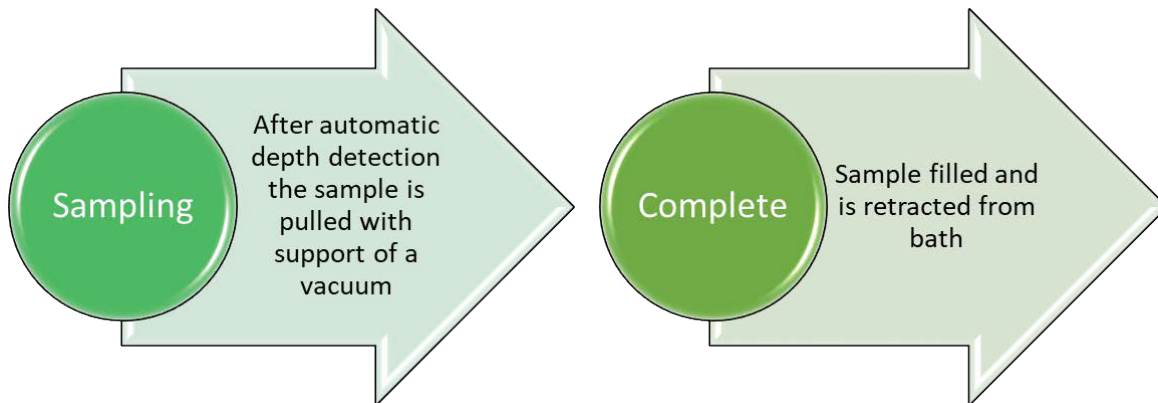 Sampling
After automatic
depth detection
the sample is
pulled with
support of a
vacuum
Complete
Sample filled and
is retracted from
bath